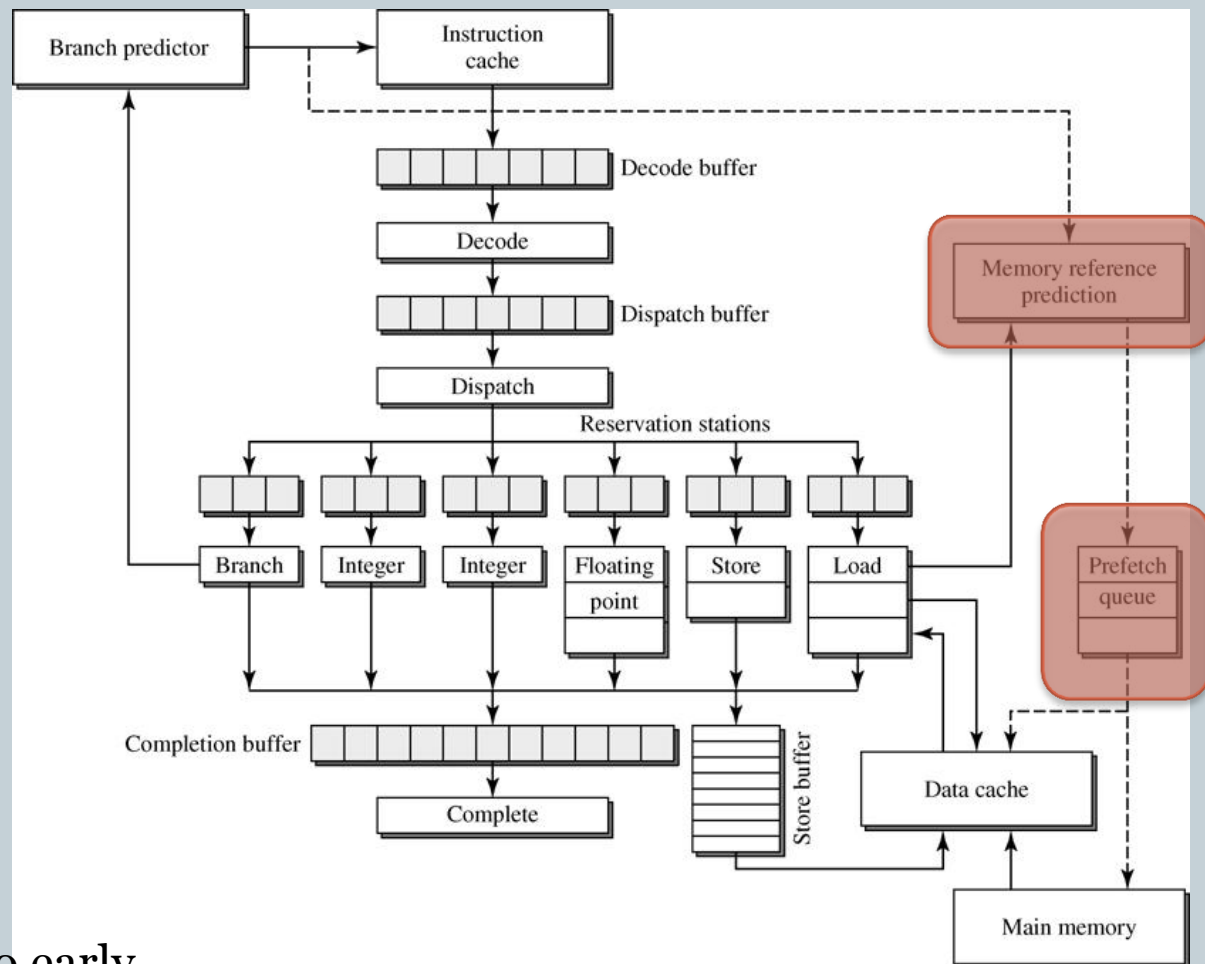 Branch predictor
Instruction
cache
Decode buffer
Decode
Memory reference
prediction
Dispatch buffer
Dispatch
Reservation stations
Branch
Integer
Integer
Floating
point
Store
Load
Prefetch
queue
Completion buffer
Complete
Store buffer
Data cache
Main memory
early